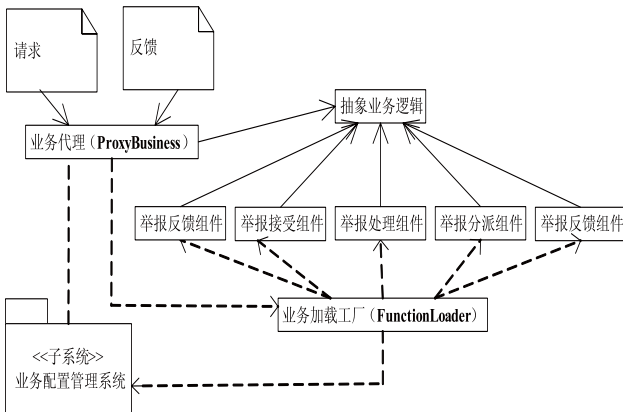 请求
反馈
抽象业务逻辑
业务代理（ProxyBusiness）
举报反馈组件
举报接受组件
举报处理组件
举报分派组件
举报反馈组件
业务加载工厂（FunctionLoader）
<<子系统>>
业务配置管理系统